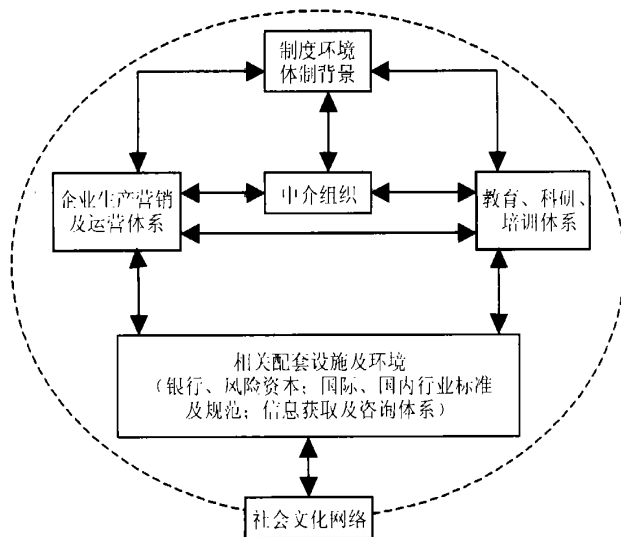 制度环境
体制背景
企业生产营销
及运营体系
中介组织
教育、科研、
培训体系
相关配套设施及环境
（银行、风险资本；国际、国内行业标准
及规范；信息获取及咨询体系）
社会文化网络